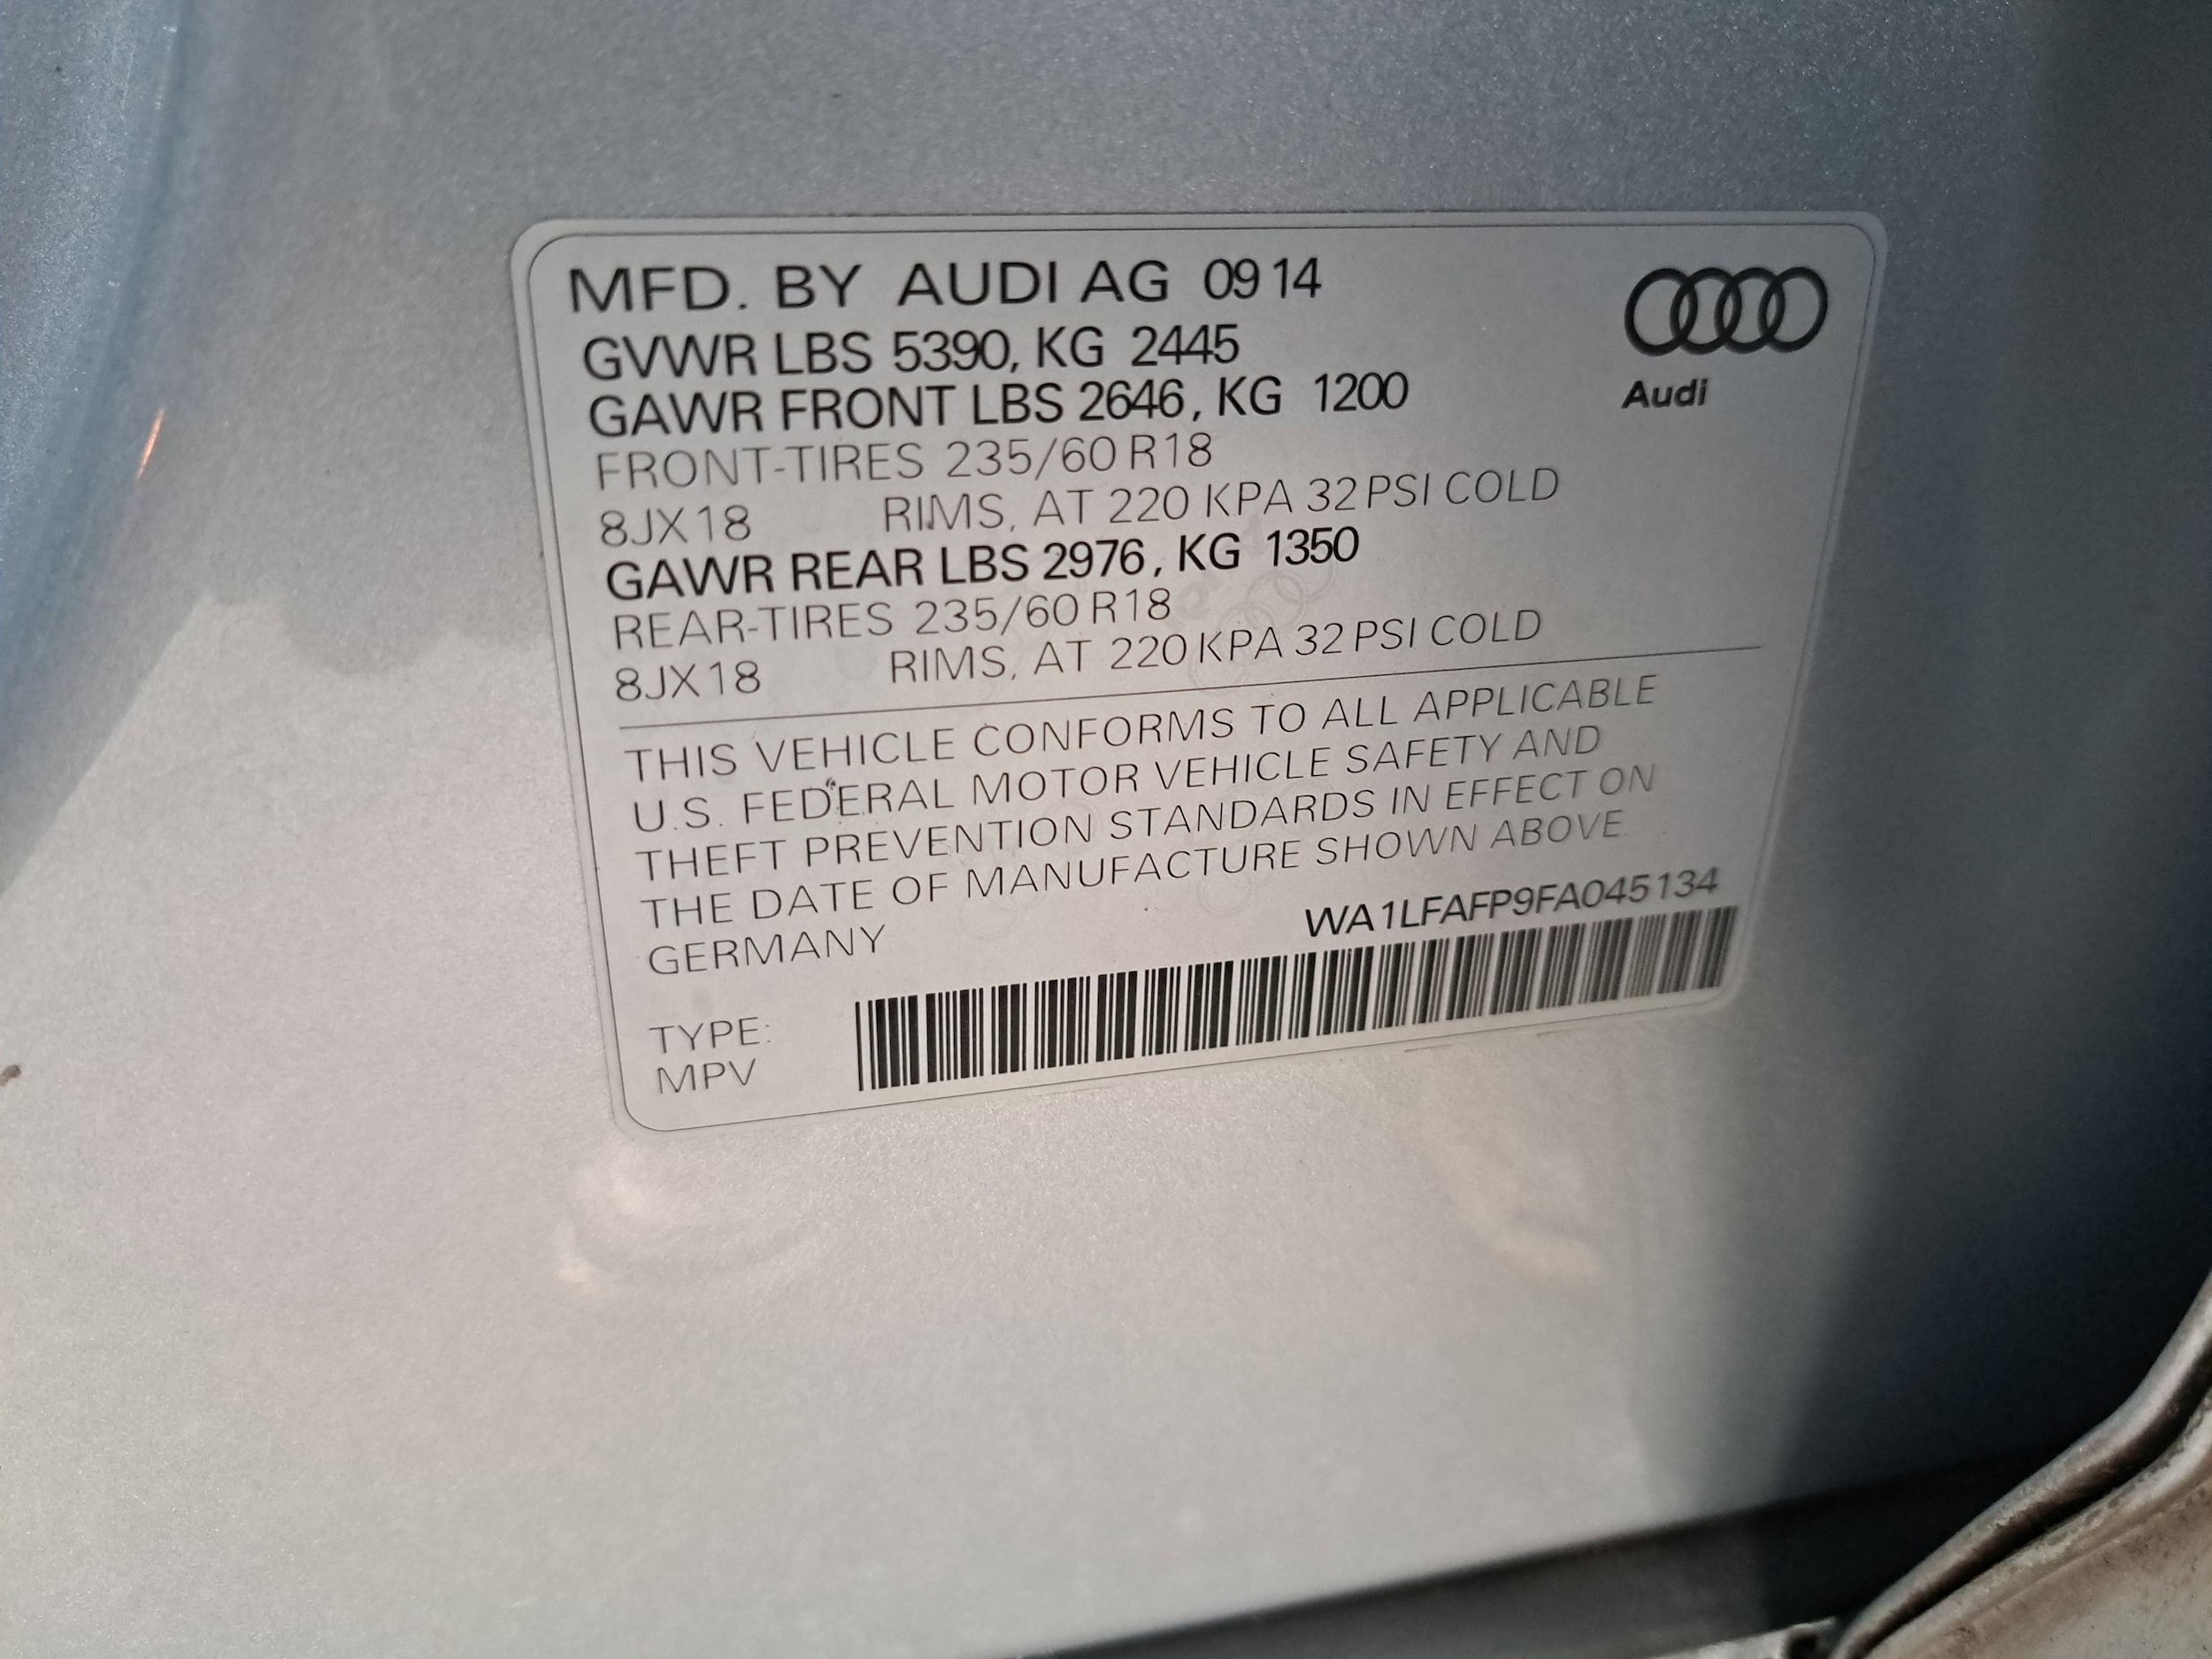 MFD. BY AUDI AG 09 14
GVWR LBS 5390, KG 2445
GAWR FRONT LBS 2646, KG 1200
FRONT-TIRES 235/60 R18
8JX18 RIMS, AT 220 KPA 32 PSI COLD
GAWR REAR LBS 2976, KG 1350
REAR-TIRES 235/60 R18
8JX18 RIMS, AT 220 KPA 32 PSI COLD
Audi
THIS VEHICLE CONFORMS TO ALL APPLICABLE
U.S. FEDERAL MOTOR VEHICLE SAFETY AND
THEFT PREVENTION STANDARDS IN EFFECT ON
THE DATE OF MANUFACTURE SHOWN ABOVE.
GERMANY
WA1LFAFP9FA045134
TYPE:
MPV